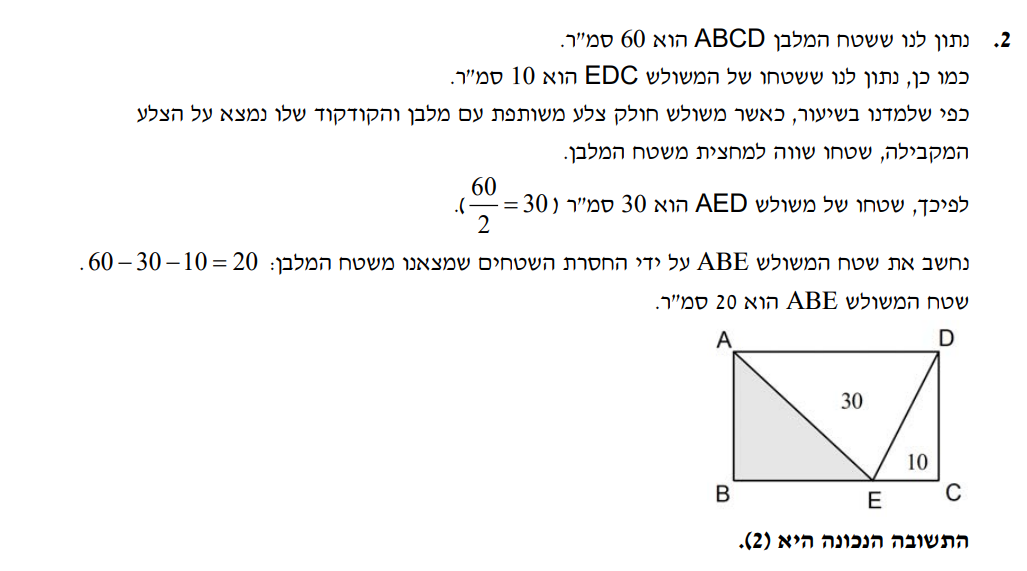 2. נתון לנו ששטח המלבן ABCD הוא 60 סמ"ר.
כמו כן, נתון לנו ששטחו של המשולש EDC הוא 10 סמ"ר.
כפי שלמדנו בשיעור, כאשר משולש חולק צלע משותפת עם מלבן והקודקוד שלו נמצא על הצלע
המקבילה, שטחו שווה למחצית משטח המלבן.
לפיכך, שטחו של משולש AED הוא 30 סמ"ר (60/2 = 30).
נחשב את שטח המשולש ABE על ידי החסרת השטחים שמצאנו משטח המלבן: 60 – 30 – 10 = 20.
שטח המשולש ABE הוא 20 סמ"ר.
A D
30
10
B E C
התשובה הנכונה היא (2).